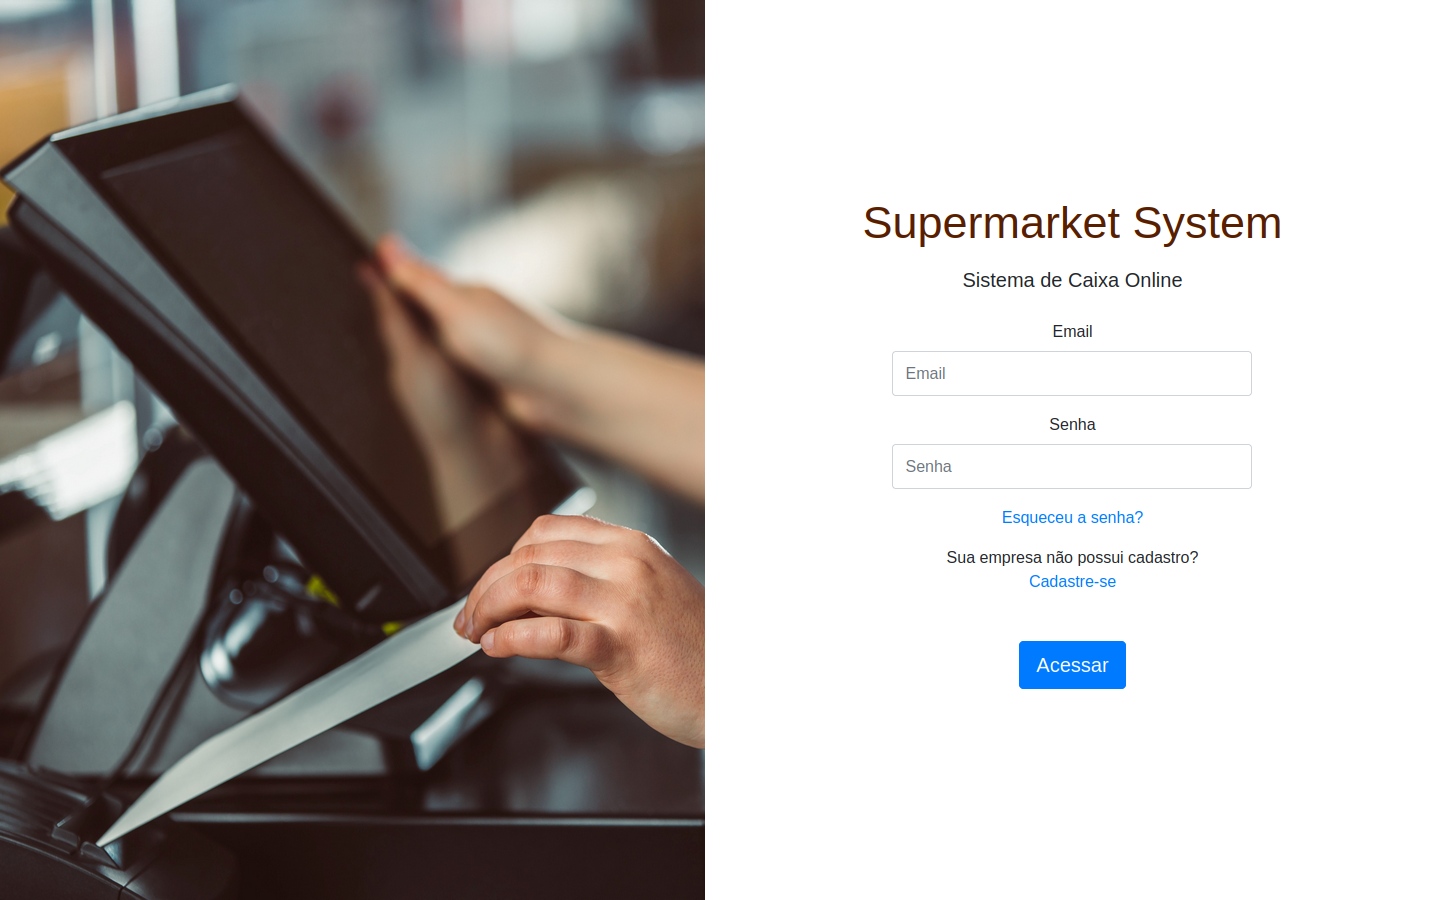 Supermarket System
Sistema de Caixa Online
Email
Email
Senha
Senha
Esqueceu a senha?
Sua empresa não possui cadastro?
Cadastre-se
Acessar